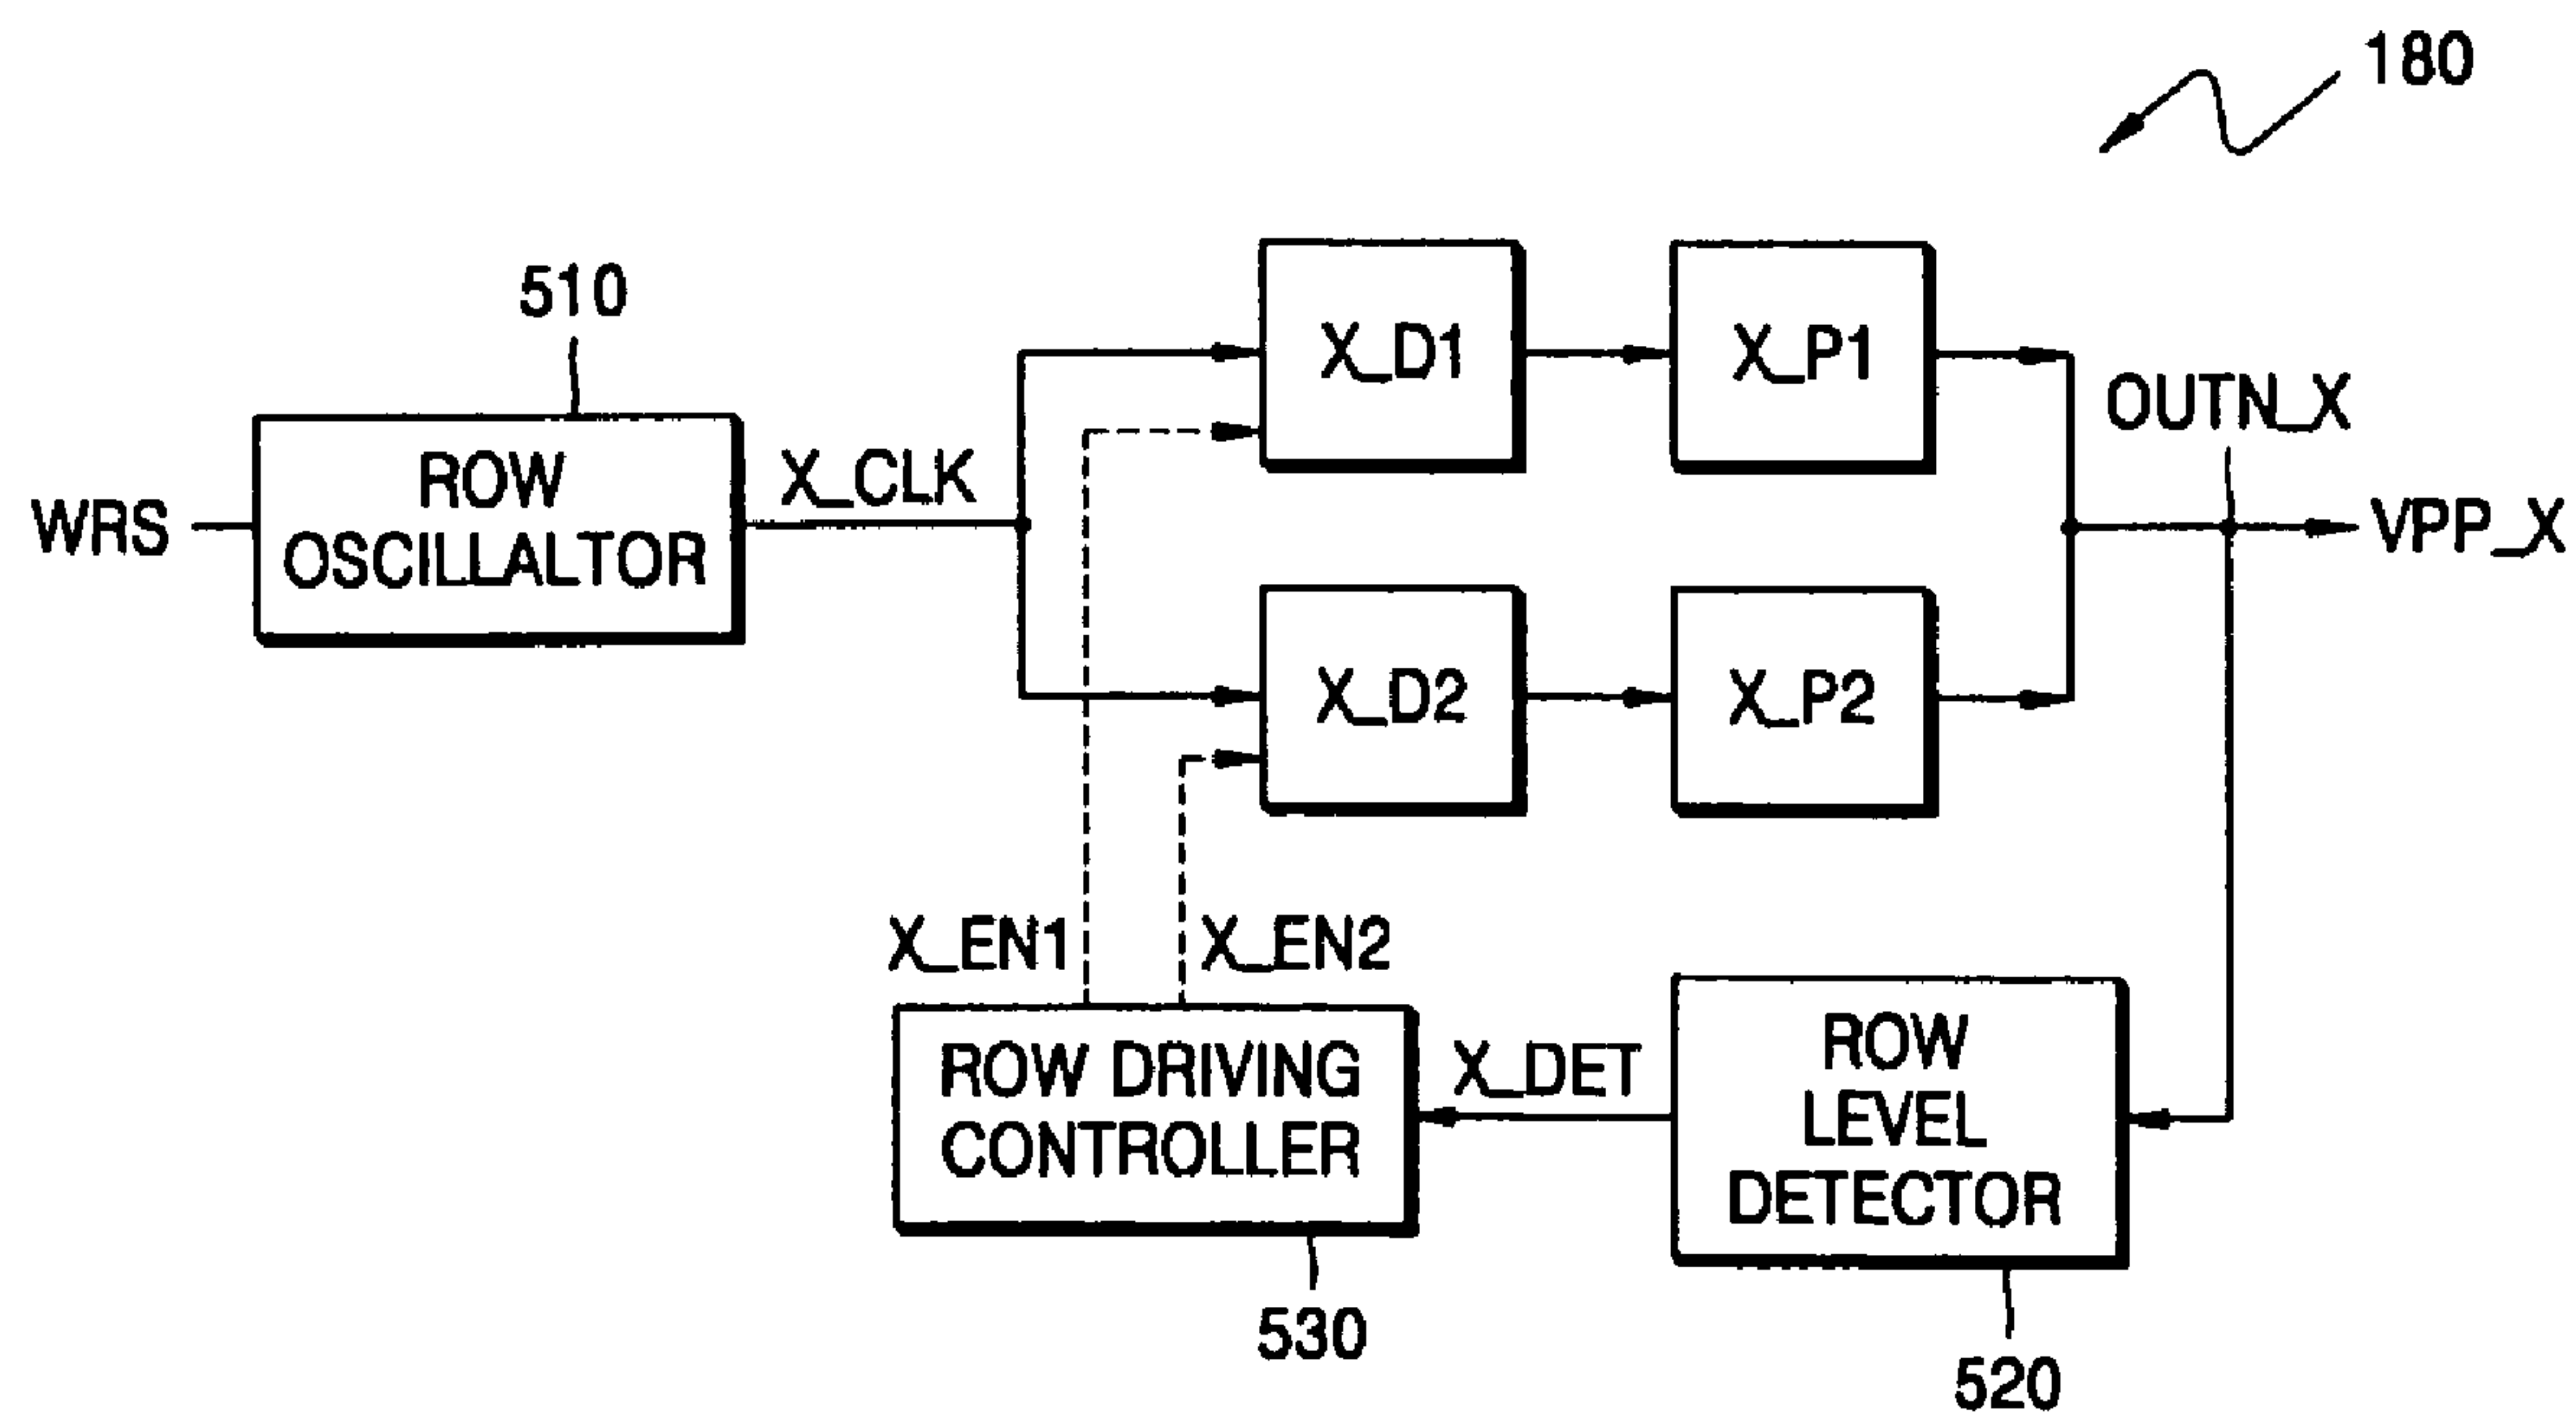 180
510
X_D1
X_P1
OUTN_X
WRS
ROW
OSCILLALTOR
X_CLK
VPP_X
X_D2
X_P2
X_EN1
X_EN2
ROW DRIVING
CONTROLLER
X_DET
ROW
LEVEL
DETECTOR
530
520